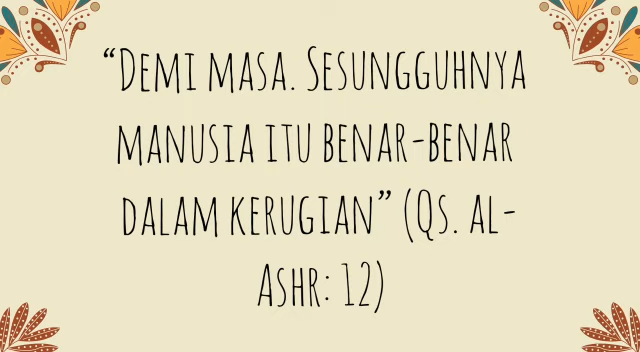 “Demi masa. Sesungguhnya
manusia itu benar-benar
dalam kerugian” (Qs. al-
Ashr: 12)